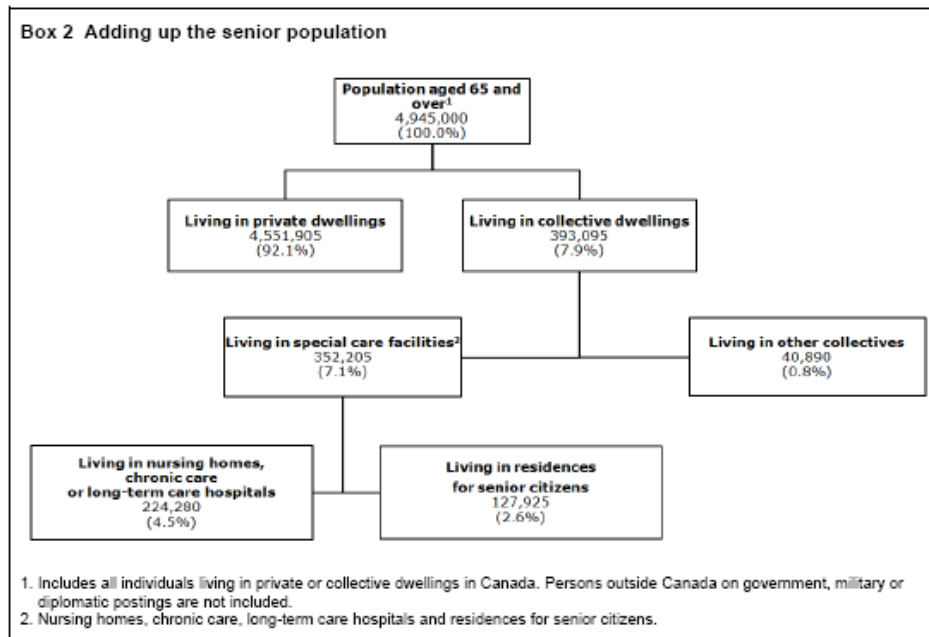 Box 2 Adding up the senior population
Population aged 65 and
over¹
4,945,000
(100.0%)
Living in private dwellings
4,551,905
(92.1%)
Living in collective dwellings
393,095
(7.9%)
Living in special care facilities²
352,205
(7.1%)
Living in other collectives
40,890
(0.8%)
Living in nursing homes,
chronic care
or long-term care hospitals
224,280
(4.5%)
Living in residences
for senior citizens
127,925
(2.6%)
1. Includes all individuals living in private or collective dwellings in Canada. Persons outside Canada on government, military or
diplomatic postings are not included.
2. Nursing homes, chronic care, long-term care hospitals and residences for senior citizens.